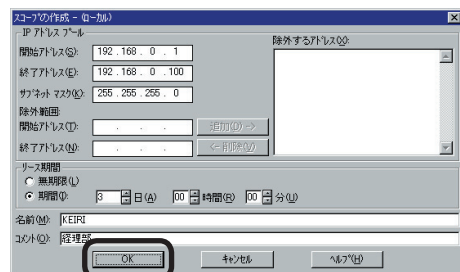 スコープの作成 - (ローカル)
IP アドレス プール
開始アドレス(S): 192 . 168 . 0 . 1
終了アドレス(E): 192 . 168 . 0 . 100
サブネット マスク(K): 255 . 255 . 255 . 0
除外範囲:
開始アドレス(T): . . . 追加(D) ->
終了アドレス(N): . . . <- 削除(V)
除外するアドレス(X):
リース期間
無期限(L)
期間(I): 3 日(A) 00 時間(R) 00 分(U)
名前(M): KEIRI
コメント(O): 経理部
OK キャンセル ヘルプ(H)